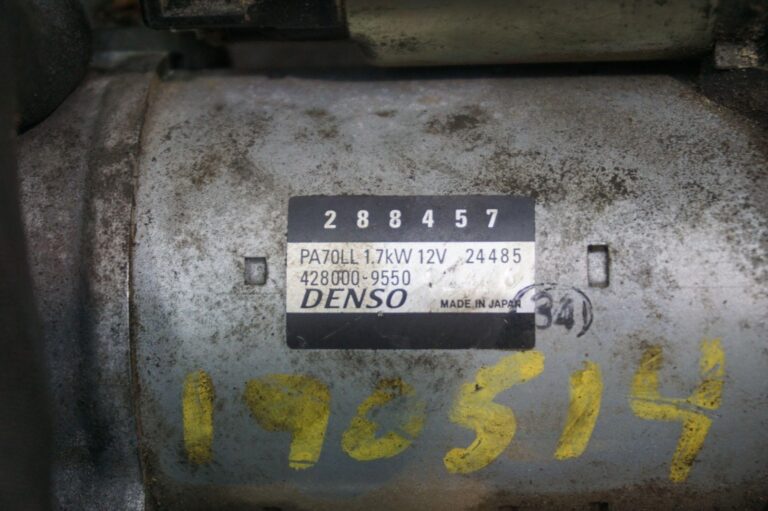 288457
PA70LL 1.7kW 12V 24485
428000-9550
DENSO MADE IN JAPAN
34
190514